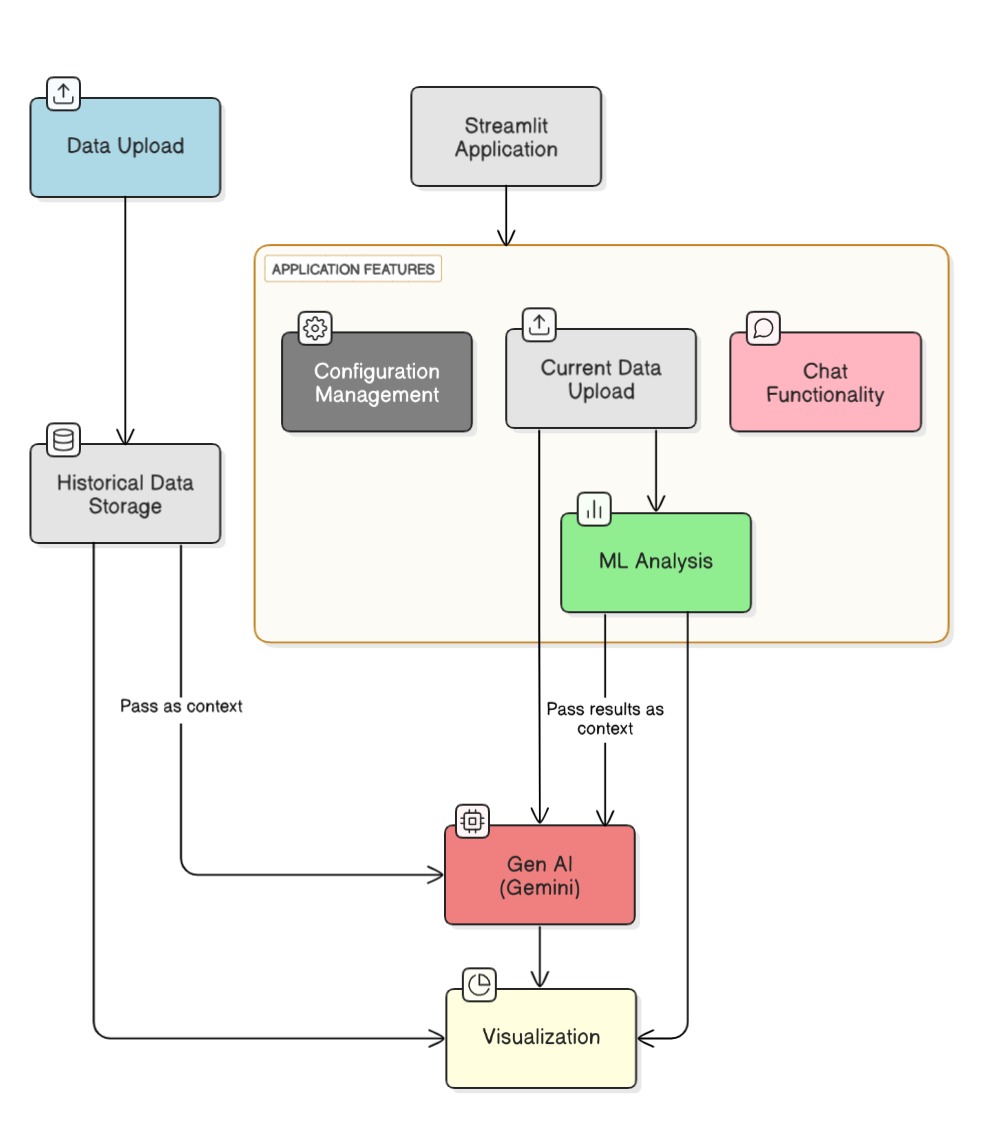 Data Upload
Streamlit
Application
APPLICATION FEATURES
Configuration
Management
Current Data
Upload
Chat
Functionality
Historical Data
Storage
ML Analysis
Pass as context
Pass results as
context
Gen AI
(Gemini)
Visualization